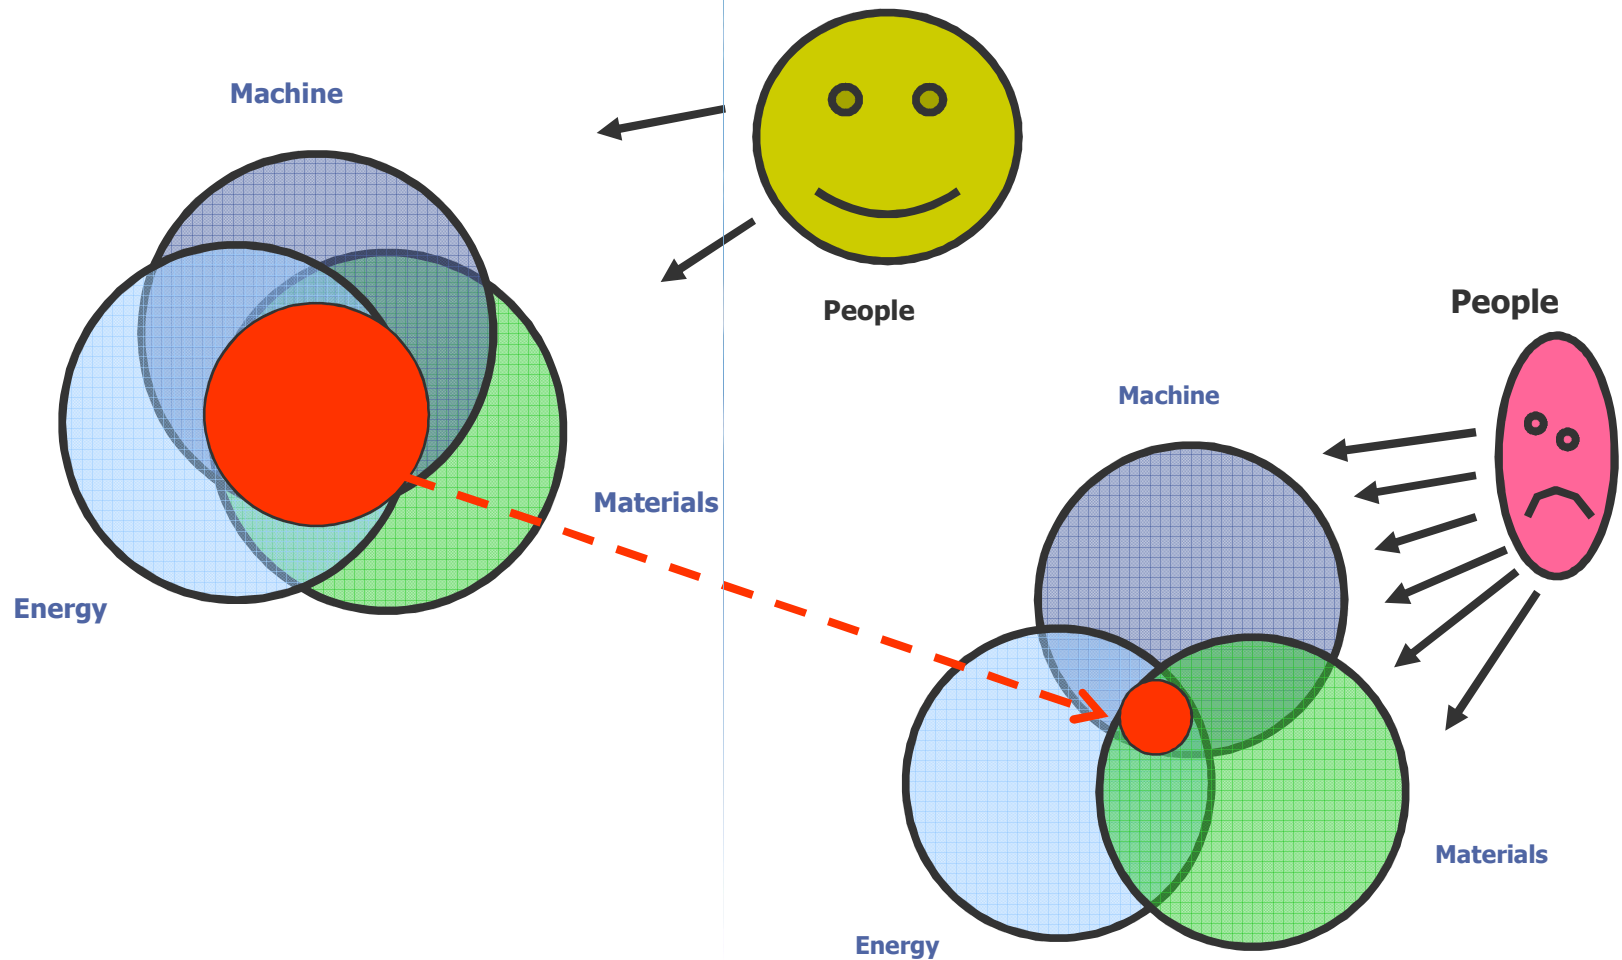 Machine
People
Materials
Energy
People
Machine
Materials
Energy